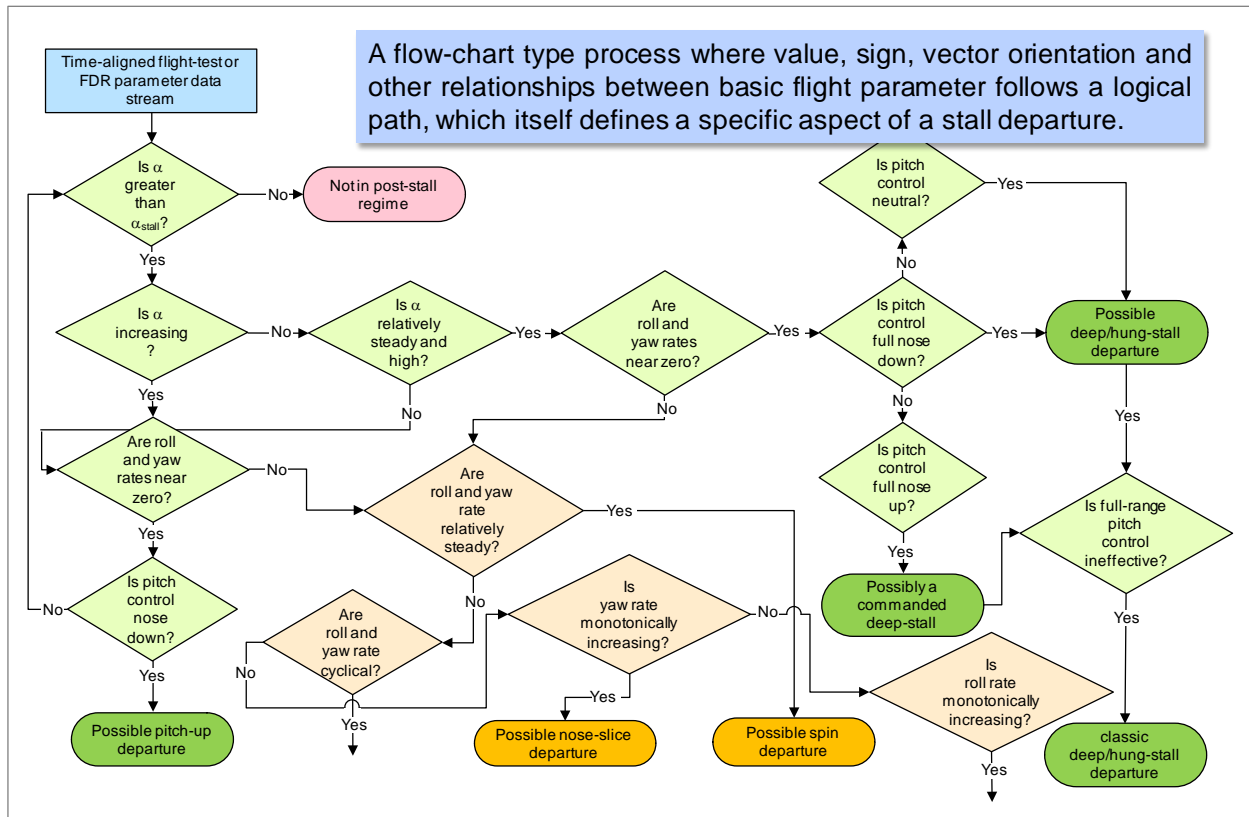 A flow-chart type process where value, sign, vector orientation and
other relationships between basic flight parameter follows a logical
path, which itself defines a specific aspect of a stall departure.
Time-aligned flight-test or
FDR parameter data
stream
Is α
greater
than
αstall?
No
Not in post-stall
regime
Yes
Is pitch
control
neutral?
Yes
No
Is α
increasing
?
No
Is α
relatively
steady and
high?
Yes
Are
roll and
yaw rates
near zero?
Yes
Is pitch
control
full nose
down?
Yes
Possible
deep/hung-stall
departure
Yes
No
No
No
Yes
Are roll
and yaw
rates near
zero?
No
Are
roll and yaw
rate
relatively
steady?
Yes
Is pitch
control
full nose
up?
Is full-range
pitch
control
ineffective?
Yes
Yes
Is pitch
control
nose
down?
No
No
Are
roll and
yaw rate
cyclical?
No
Is
yaw rate
monotonically
increasing?
No
Possibly a
commanded
deep-stall
Is
roll rate
monotonically
increasing?
Yes
Yes
Yes
Yes
Yes
Possible pitch-up
departure
Possible nose-slice
departure
Possible spin
departure
classic
deep/hung-stall
departure